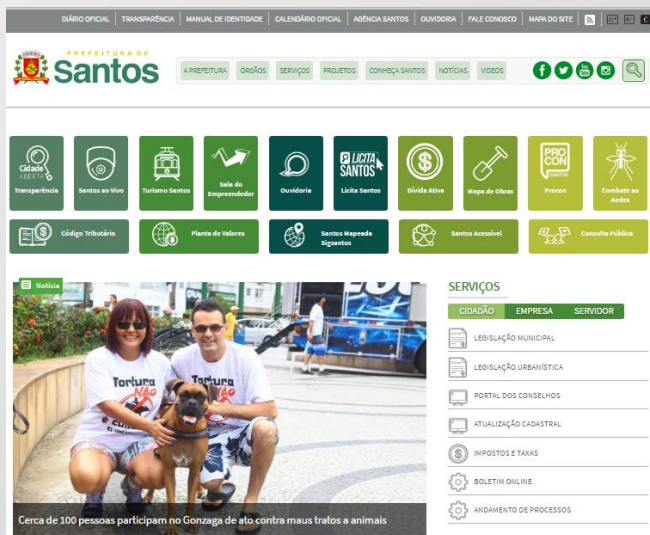 DIÁRIO OFICIAL TRANSPARÊNCIA MANUAL DE IDENTIDADE CALENDÁRIO OFICIAL AGÊNCIA SANTOS OUVIDORIA FALE CONOSCO MAPA DO SITE A+ A- C
PREFEITURA DE
Santos
A PREFEITURA ÓRGÃOS SERVIÇOS PROJETOS CONHEÇA SANTOS NOTÍCIAS VIDEOS
Cidade
ABERTA
Transparência
Santos ao Vivo
Turismo Santos
Sala do
Empreendedor
Ouvidoria
LICITA
SANTOS
Licita Santos
Dívida Ativa
Mapa de Obras
PRO
CON
SANTOS
Procon
Combate ao
Aedes
Código Tributário
Planta de Valores
Santos Mapeada
Sigsantos
Santos Acessível
Consulta Pública
Notícia
Tortura
NÃO
Tortura
NÃO
é
Cerca de 100 pessoas participam no Gonzaga de ato contra maus tratos a animais
SERVIÇOS
CIDADÃO EMPRESA SERVIDOR
LEGISLAÇÃO MUNICIPAL
LEGISLAÇÃO URBANÍSTICA
PORTAL DOS CONSELHOS
ATUALIZAÇÃO CADASTRAL
IMPOSTOS E TAXAS
BOLETIM ONLINE
ANDAMENTO DE PROCESSOS